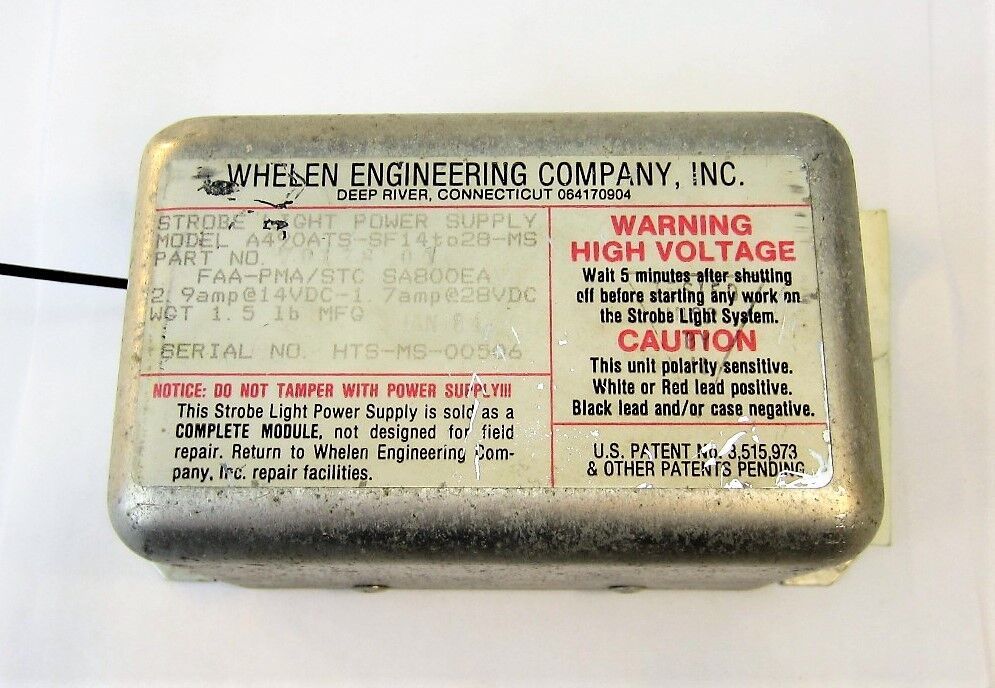 WHELEN ENGINEERING COMPANY, INC.
DEEP RIVER, CONNECTICUT 064170904
STROBE LIGHT POWER SUPPLY
MODEL A490ATS-SF14to28-MS
PART NO.
FAA-PMA/STC SA800EA
2.9amp@14VDC-1.7amp@28VDC
WGT 1.5 lb MFG
SERIAL NO.
NOTICE: DO NOT TAMPER WITH POWER SUPPLY!!!
This Strobe Light Power Supply is sold as a
COMPLETE MODULE, not designed for field
repair. Return to Whelen Engineering Com-
pany, Inc. repair facilities.
WARNING
HIGH VOLTAGE
Wait 5 minutes after shutting
off before starting any work on
the Strobe Light System.
CAUTION
This unit polarity sensitive.
White or Red lead positive.
Black lead and/or case negative.
U.S. PATENT No. 3,515,973
& OTHER PATENTS PENDING